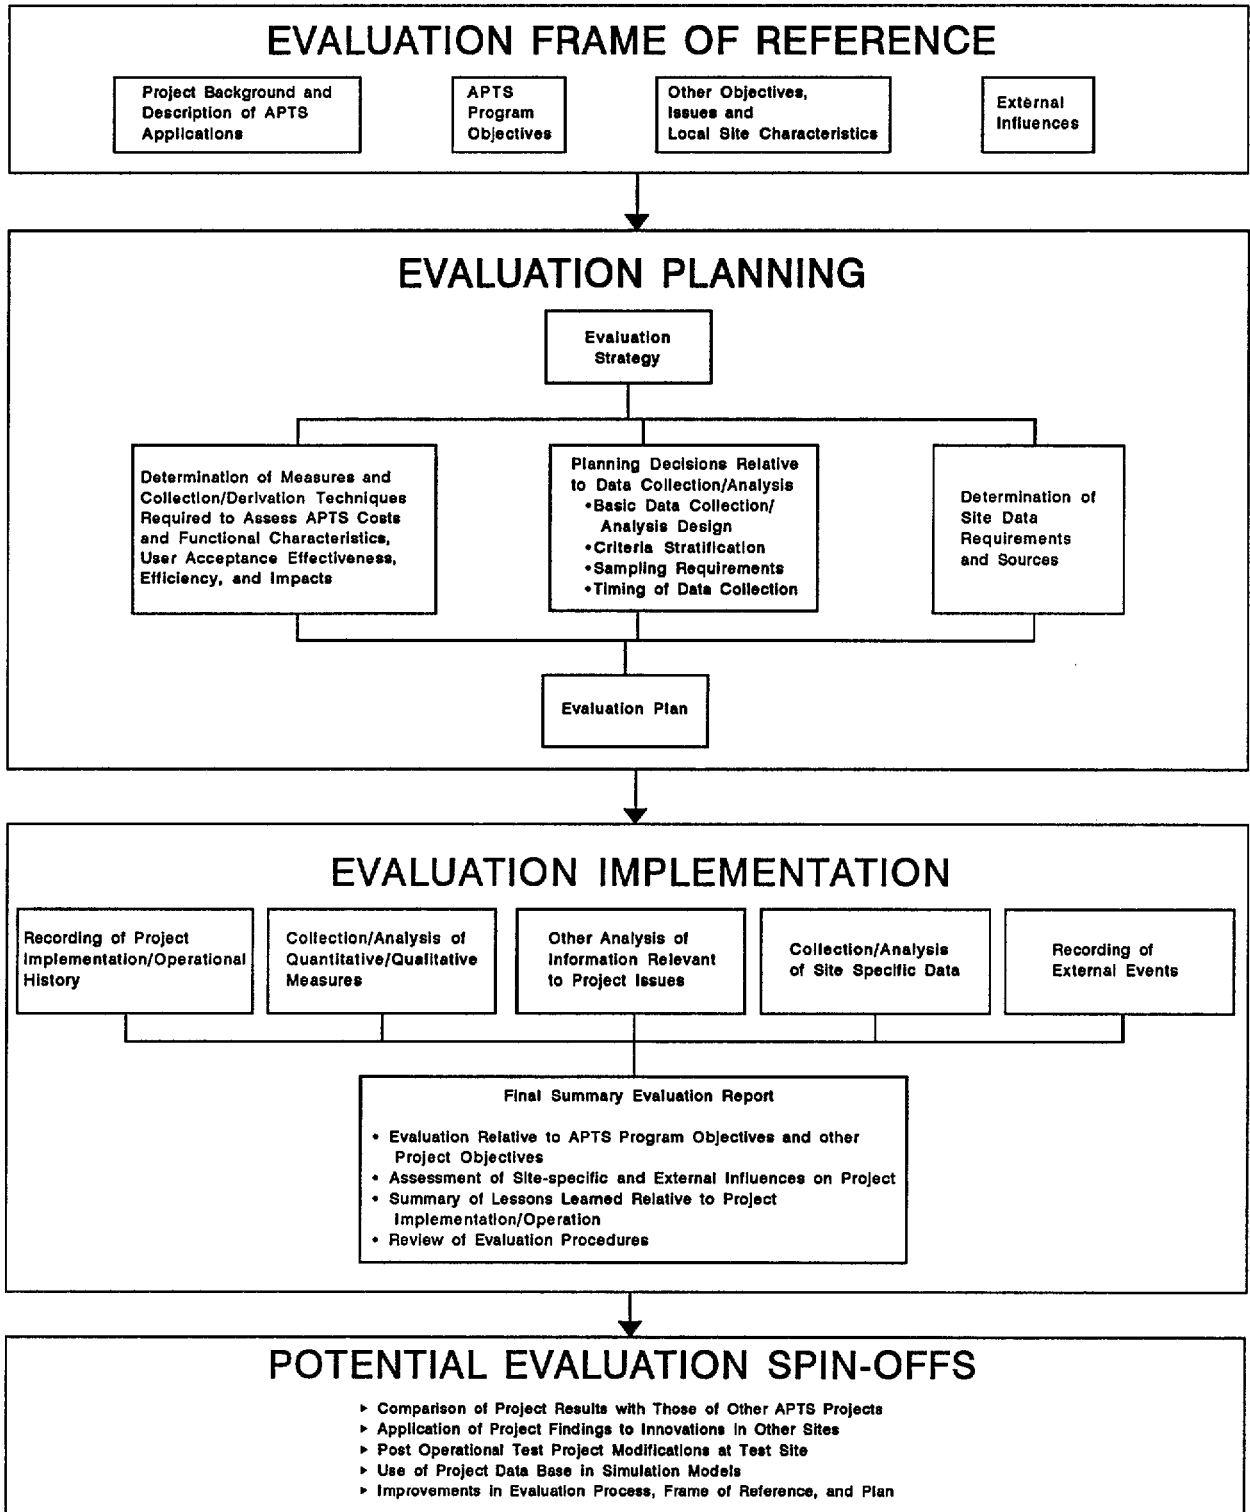 EVALUATION FRAME OF REFERENCE
Project Background and
Description of APTS
Applications
APTS
Program
Objectives
Other Objectives,
Issues and
Local Site Characteristics
External
Influences
EVALUATION PLANNING
Evaluation
Strategy
Determination of Measures and
Collection/Derivation Techniques
Required to Assess APTS Costs
and Functional Characteristics,
User Acceptance Effectiveness,
Efficiency, and Impacts
Planning Decisions Relative
to Data Collection/Analysis
•Basic Data Collection/
Analysis Design
•Criteria Stratification
•Sampling Requirements
•Timing of Data Collection
Determination of
Site Data
Requirements
and Sources
Evaluation Plan
EVALUATION IMPLEMENTATION
Recording of Project
Implementation/Operational
History
Collection/Analysis of
Quantitative/Qualitative
Measures
Other Analysis of
Information Relevant
to Project Issues
Collection/Analysis
of Site Specific Data
Recording of
External Events
Final Summary Evaluation Report
• Evaluation Relative to APTS Program Objectives and other
Project Objectives
• Assessment of Site-specific and External Influences on Project
• Summary of Lessons Learned Relative to Project
Implementation/Operation
• Review of Evaluation Procedures
POTENTIAL EVALUATION SPIN-OFFS
▸ Comparison of Project Results with Those of Other APTS Projects
▸ Application of Project Findings to Innovations in Other Sites
▸ Post Operational Test Project Modifications at Test Site
▸ Use of Project Data Base in Simulation Models
▸ Improvements in Evaluation Process, Frame of Reference, and Plan